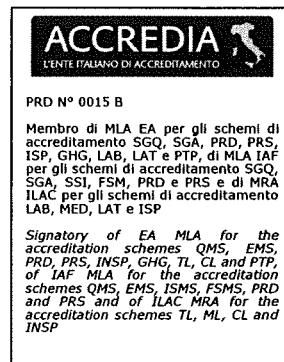 ACCREDIA
L'ENTE ITALIANO DI ACCREDITAMENTO
PRD N° 0015 B
Membro di MLA EA per gli schemi di
accreditamento SGQ, SGA, PRD, PRS,
ISP, GHG, LAB, LAT e PTP, di MLA IAF
per gli schemi di accreditamento SGQ,
SGA, SSI, FSM, PRD e PRS e di MRA
ILAC per gli schemi di accreditamento
LAB, MED, LAT e ISP
Signatory of EA MLA for the
accreditation schemes QMS, EMS,
PRD, PRS, INSP, GHG, TL, CL and PTP,
of IAF MLA for the accreditation
schemes QMS, EMS, ISMS, FSMS, PRD
and PRS and of ILAC MRA for the
accreditation schemes TL, ML, CL and
INSP